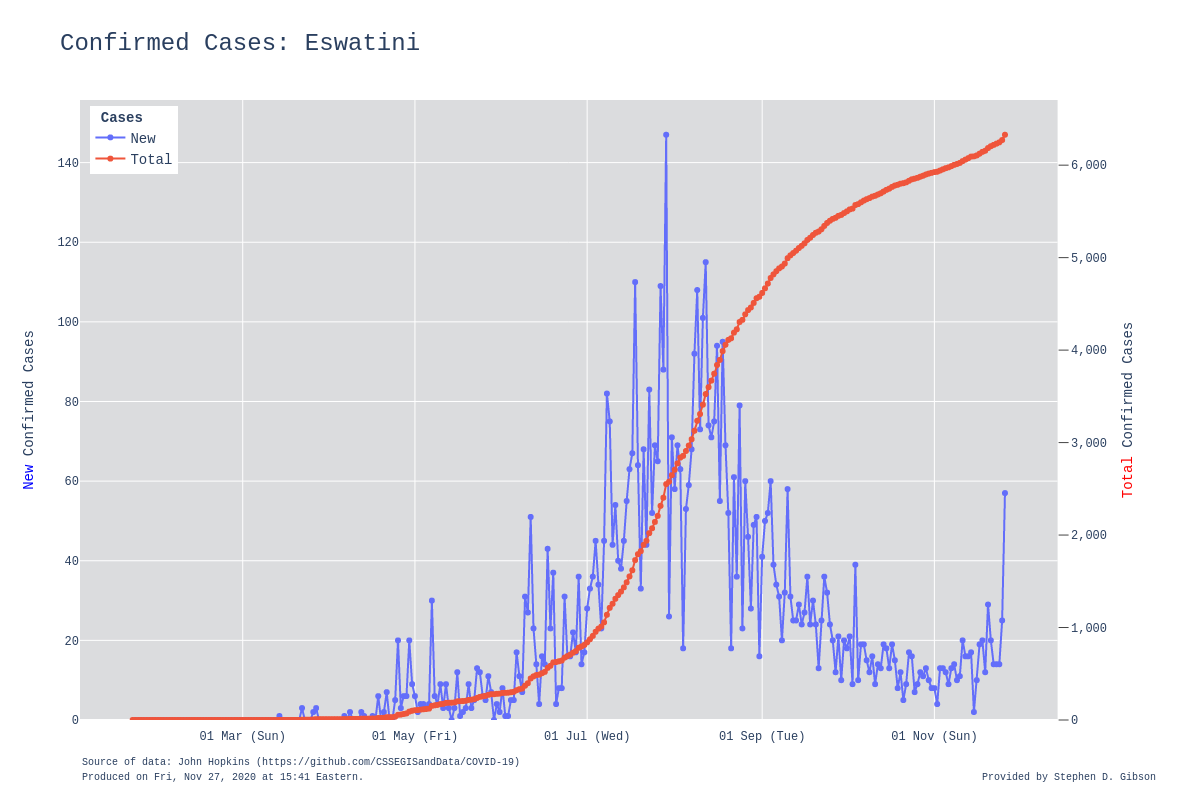 Confirmed Cases: Eswatini
Cases
New
Total
140
120
100
80
60
40
20
0
New Confirmed Cases
6,000
5,000
4,000
3,000
2,000
1,000
0
Total Confirmed Cases
01 Mar (Sun) 01 May (Fri) 01 Jul (Wed) 01 Sep (Tue) 01 Nov (Sun)
Source of data: John Hopkins (https://github.com/CSSEGISandData/COVID-19)
Produced on Fri, Nov 27, 2020 at 15:41 Eastern.
Provided by Stephen D. Gibson